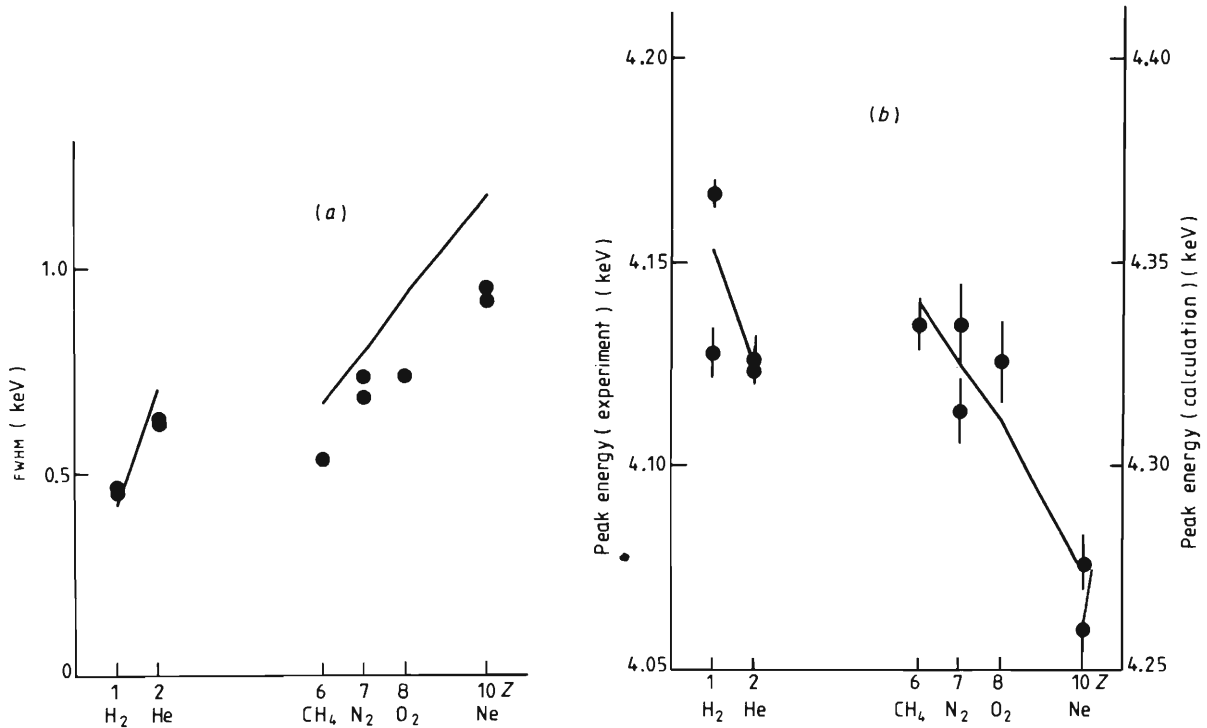 (a)
FWHM (keV)
1.0
0.5
0
1 2 6 7 8 10 Z
H₂ He CH₄ N₂ O₂ Ne
(b)
Peak energy (experiment) (keV)
4.20
4.15
4.10
4.05
Peak energy (calculation) (keV)
4.40
4.35
4.30
4.25
1 2 6 7 8 10 Z
H₂ He CH₄ N₂ O₂ Ne